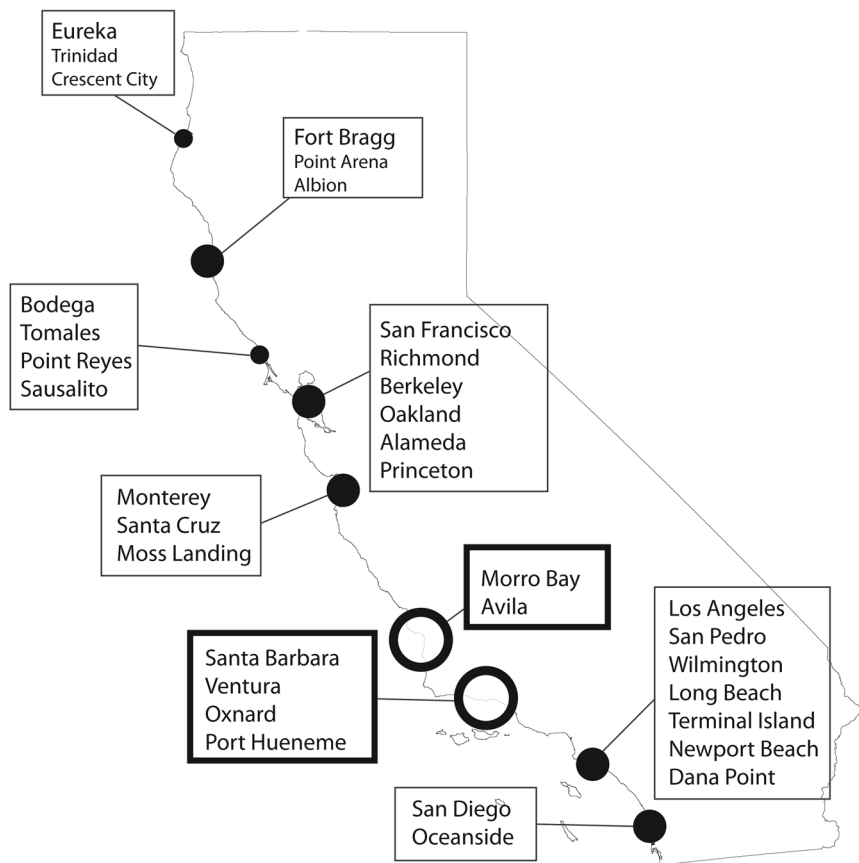 Eureka
Trinidad
Crescent City
Fort Bragg
Point Arena
Albion
Bodega
Tomales
Point Reyes
Sausalito
San Francisco
Richmond
Berkeley
Oakland
Alameda
Princeton
Monterey
Santa Cruz
Moss Landing
Morro Bay
Avila
Santa Barbara
Ventura
Oxnard
Port Hueneme
Los Angeles
San Pedro
Wilmington
Long Beach
Terminal Island
Newport Beach
Dana Point
San Diego
Oceanside